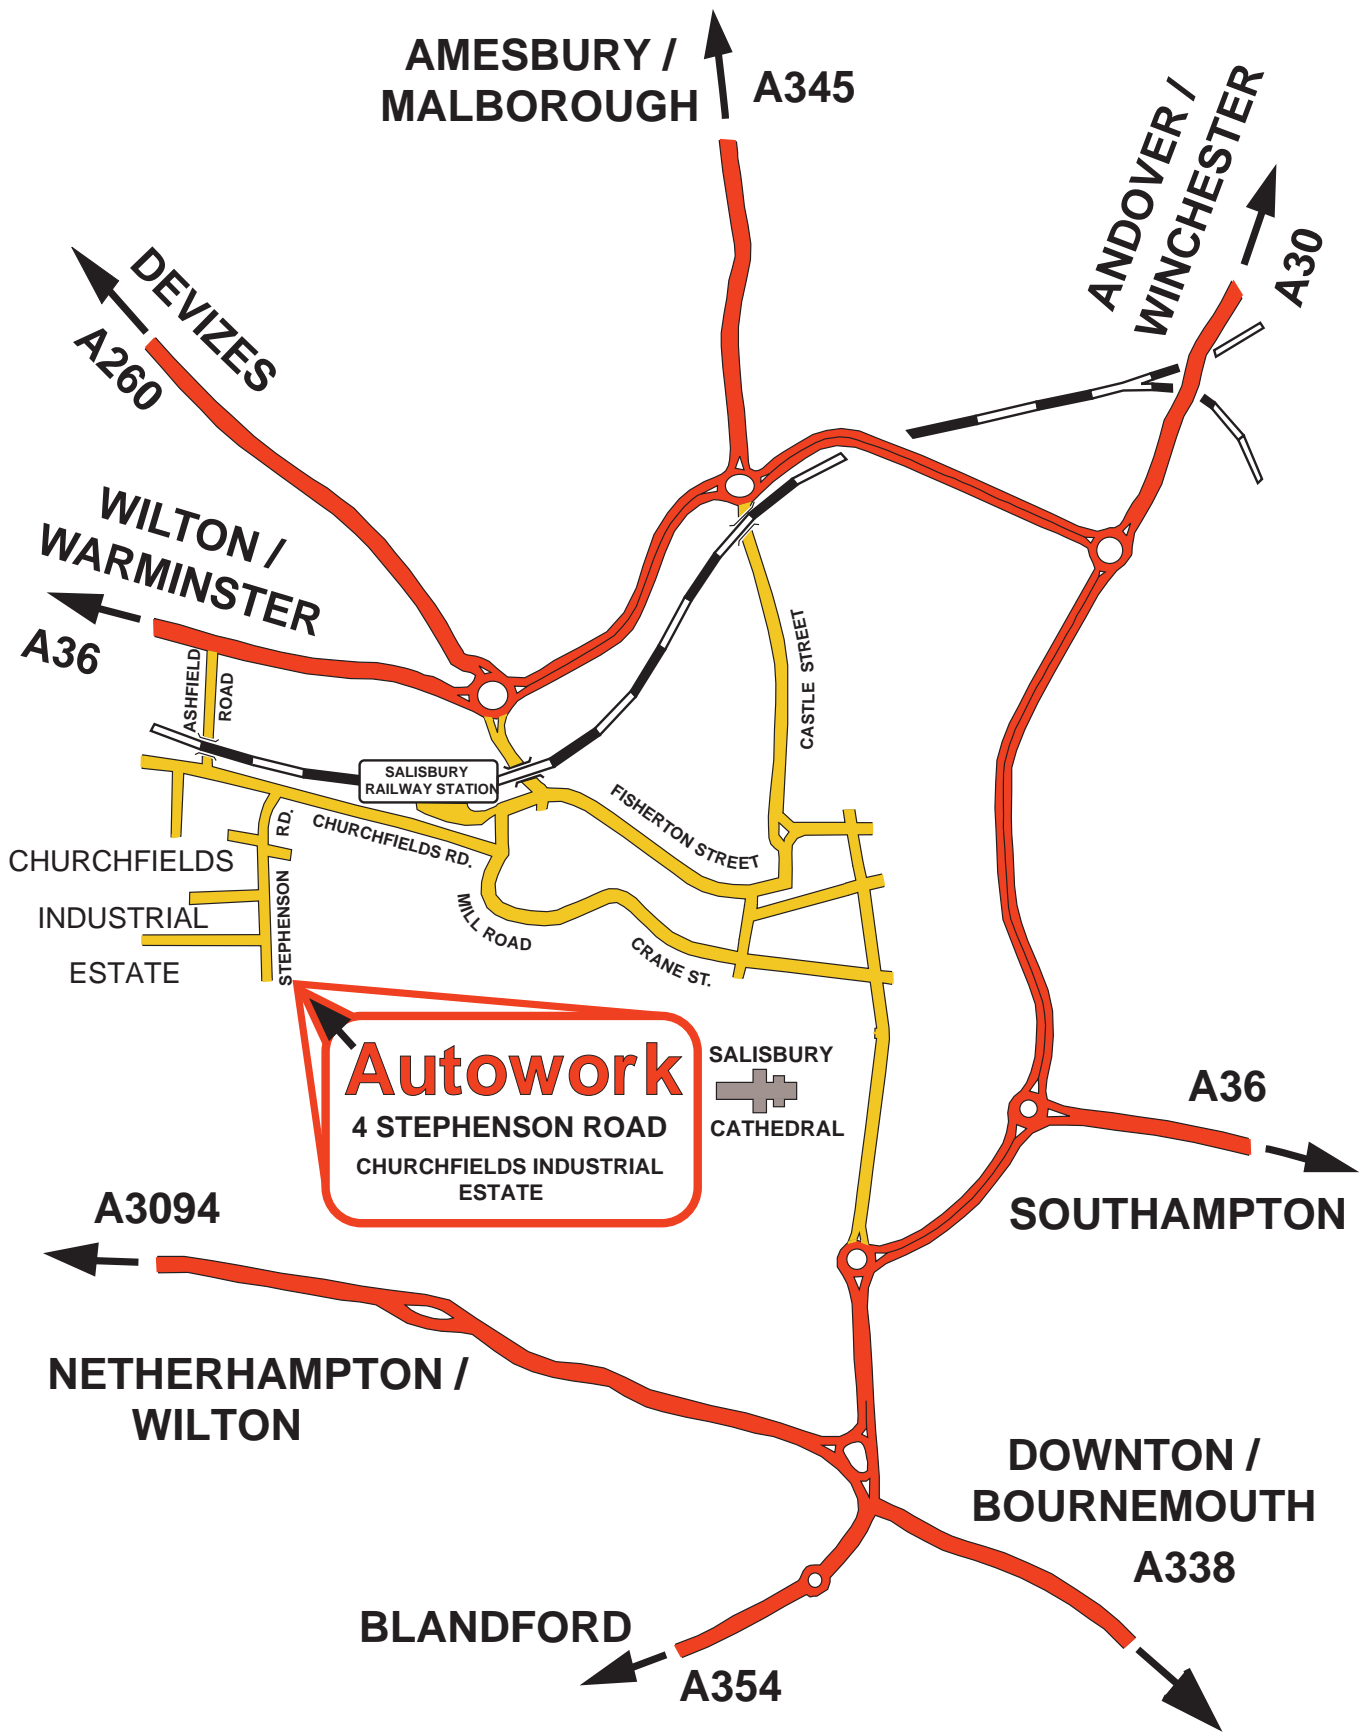 AMESBURY /
MALBOROUGH
A345
ANDOVER /
WINCHESTER
A30
DEVIZES
A260
WILTON /
WARMINSTER
A36
ASHFIELD
ROAD
CASTLE STREET
SALISBURY
RAILWAY STATION
FISHERTON STREET
CHURCHFIELDS RD.
STEPHENSON RD.
CHURCHFIELDS
INDUSTRIAL
ESTATE
MILL ROAD
CRANE ST.
Autowork
4 STEPHENSON ROAD
CHURCHFIELDS INDUSTRIAL
ESTATE
SALISBURY
CATHEDRAL
A36
SOUTHAMPTON
A3094
NETHERHAMPTON /
WILTON
DOWNTON /
BOURNEMOUTH
A338
BLANDFORD
A354